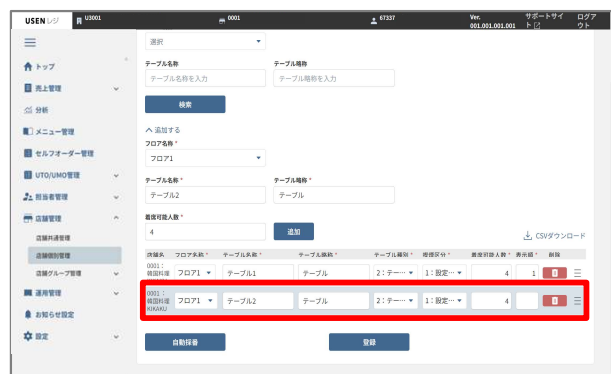 USENレジ
U3001
0001
67337
Ver.
001.001.001.001
サポートサイト
ログアウト
トップ
売上管理
分析
メニュー管理
セルフオーダー管理
UTO/UMO管理
担当者管理
店舗管理
店舗共通管理
店舗個別管理
店舗グループ管理
運用管理
お知らせ設定
設定
選択
テーブル名称
テーブル略称
テーブル名称を入力
テーブル略称を入力
検索
追加する
フロア名称 *
フロア1
テーブル名称 *
テーブル略称 *
テーブル2
テーブル
着席可能人数 *
4
追加
CSVダウンロード
店舗名 フロア名称 * テーブル名称 * テーブル略称 * テーブル種別 * 喫煙区分 * 着席可能人数 * 表示順 * 削除
0001:
韓国料理 フロア1 テーブル1 テーブル 2:テー… 1:設定… 4 1
0001:
韓国料理
KIKAKU フロア1 テーブル2 テーブル 2:テー… 1:設定… 4
自動採番
登録